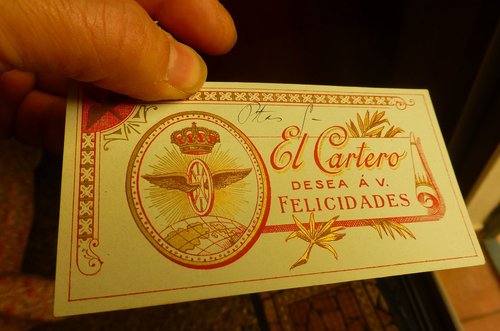 El Cartero
DESEA Á V.
FELICIDADES